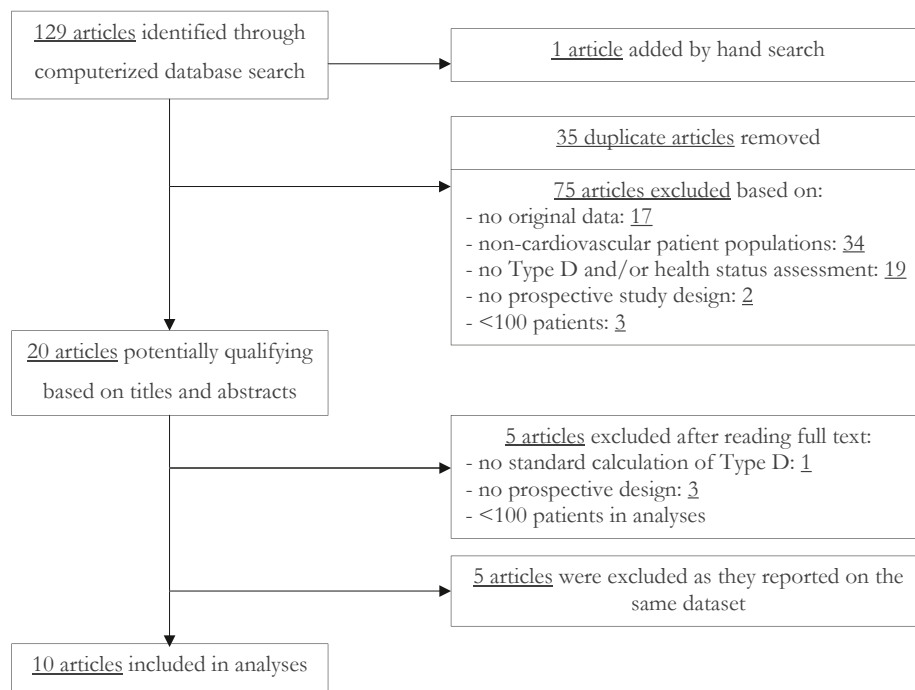 129 articles identified through
computerized database search
1 article added by hand search
35 duplicate articles removed
75 articles excluded based on:
- no original data: 17
- non-cardiovascular patient populations: 34
- no Type D and/or health status assessment: 19
- no prospective study design: 2
- <100 patients: 3
20 articles potentially qualifying
based on titles and abstracts
5 articles excluded after reading full text:
- no standard calculation of Type D: 1
- no prospective design: 3
- <100 patients in analyses
5 articles were excluded as they reported on the
same dataset
10 articles included in analyses